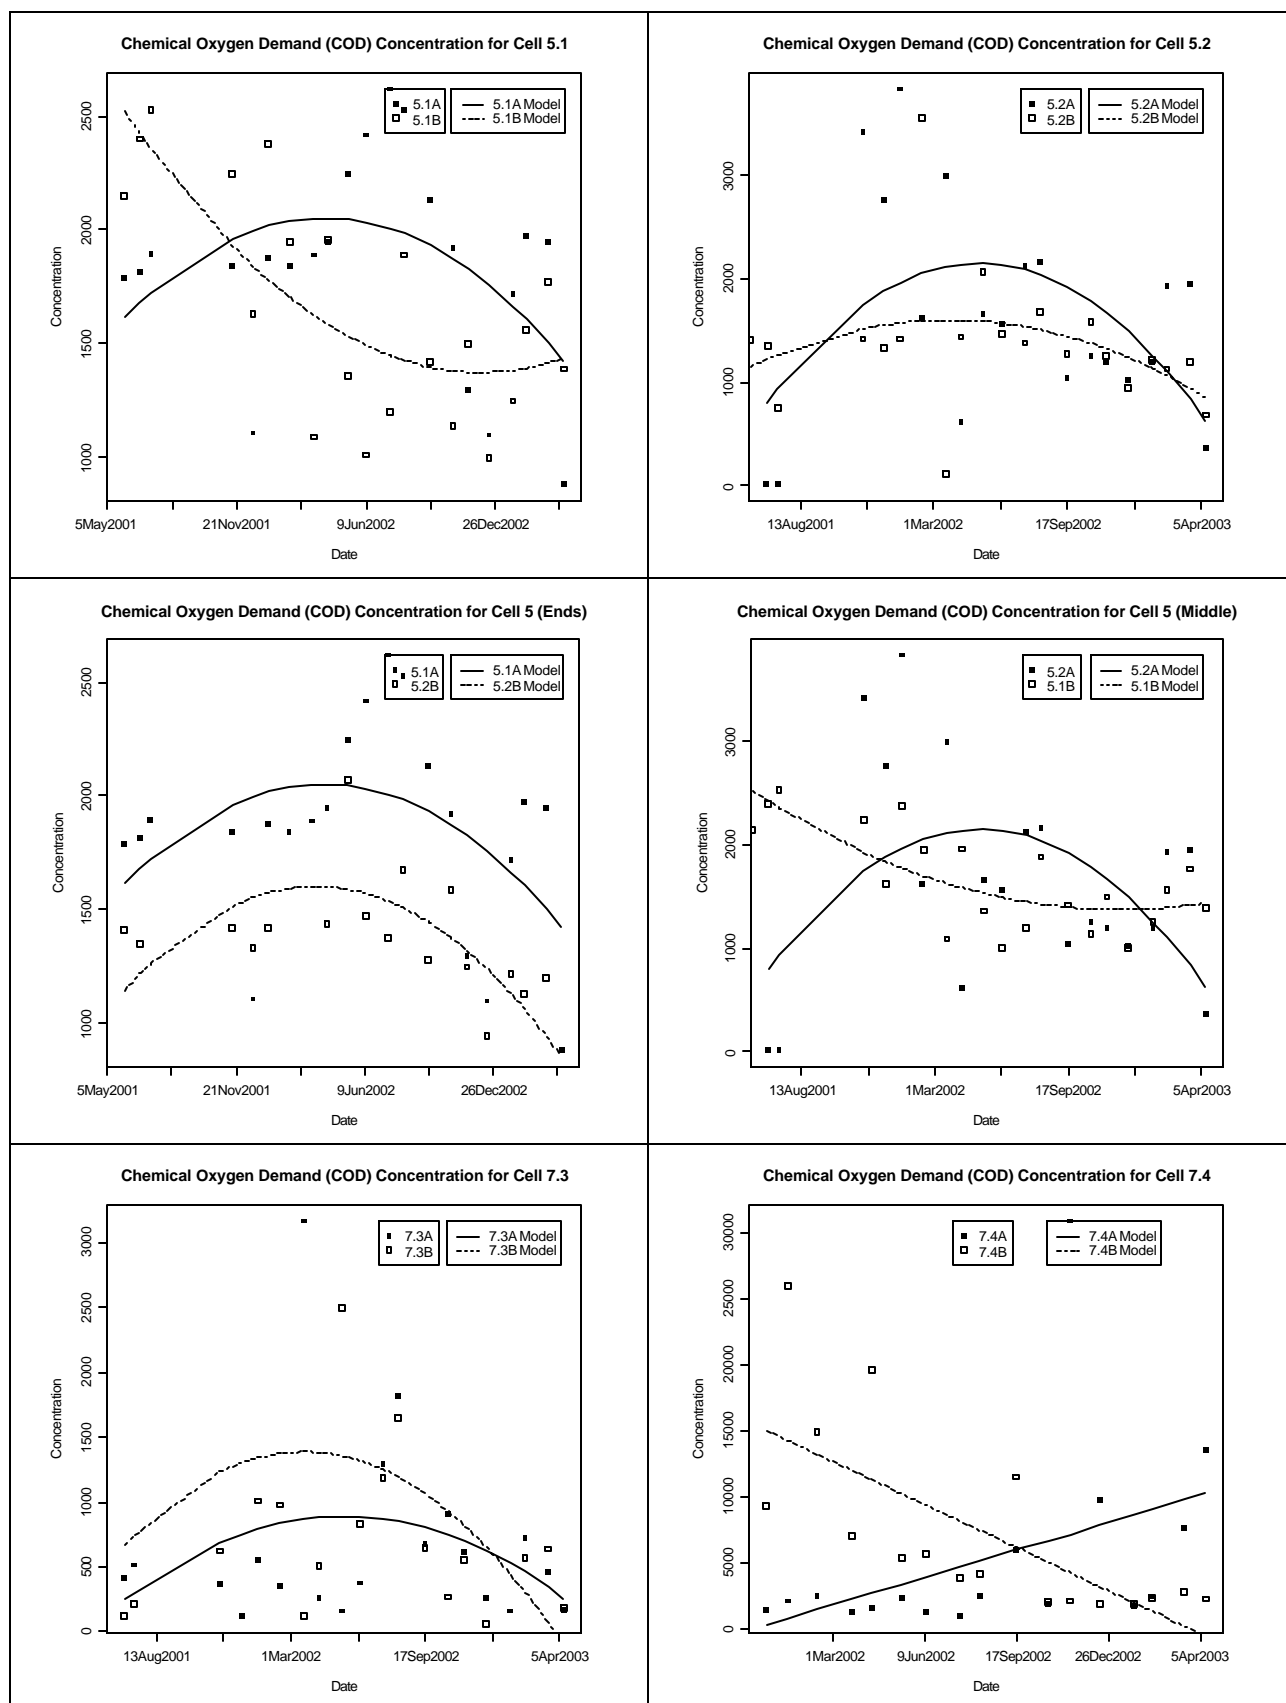 Chemical Oxygen Demand (COD) Concentration for Cell 5.1
5.1A
5.1B
5.1A Model
5.1B Model
Concentration
2500
2000
1500
1000
5May2001
21Nov2001
9Jun2002
26Dec2002
Date
Chemical Oxygen Demand (COD) Concentration for Cell 5.2
5.2A
5.2B
5.2A Model
5.2B Model
Concentration
3000
2000
1000
0
13Aug2001
1Mar2002
17Sep2002
5Apr2003
Date
Chemical Oxygen Demand (COD) Concentration for Cell 5 (Ends)
5.1A
5.2B
5.1A Model
5.2B Model
Concentration
2500
2000
1500
1000
5May2001
21Nov2001
9Jun2002
26Dec2002
Date
Chemical Oxygen Demand (COD) Concentration for Cell 5 (Middle)
5.2A
5.1B
5.2A Model
5.1B Model
Concentration
3000
2000
1000
0
13Aug2001
1Mar2002
17Sep2002
5Apr2003
Date
Chemical Oxygen Demand (COD) Concentration for Cell 7.3
7.3A
7.3B
7.3A Model
7.3B Model
Concentration
3000
2500
2000
1500
1000
500
0
13Aug2001
1Mar2002
17Sep2002
5Apr2003
Date
Chemical Oxygen Demand (COD) Concentration for Cell 7.4
7.4A
7.4B
7.4A Model
7.4B Model
Concentration
30000
25000
20000
15000
10000
5000
0
1Mar2002
9Jun2002
17Sep2002
26Dec2002
5Apr2003
Date